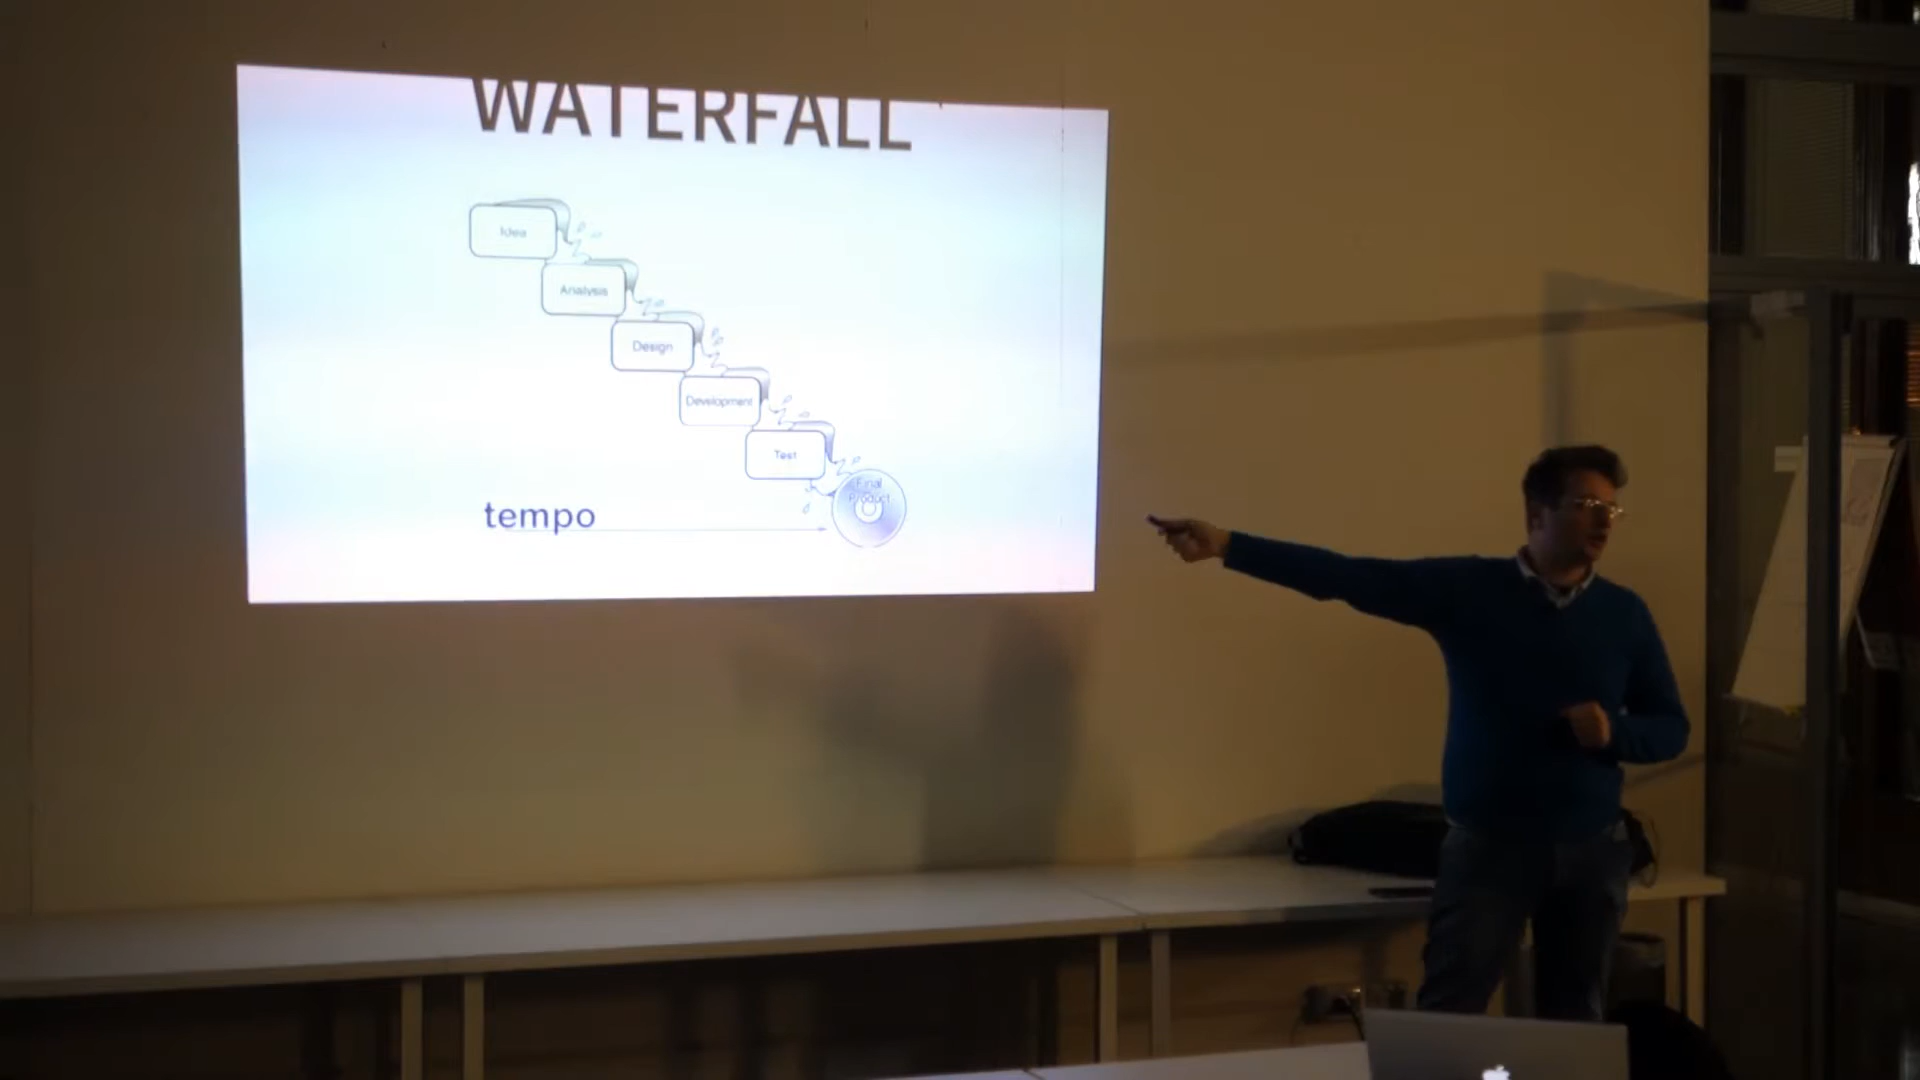 WATERFALL
Idea
Analysis
Design
Development
Test
Final
Product
tempo